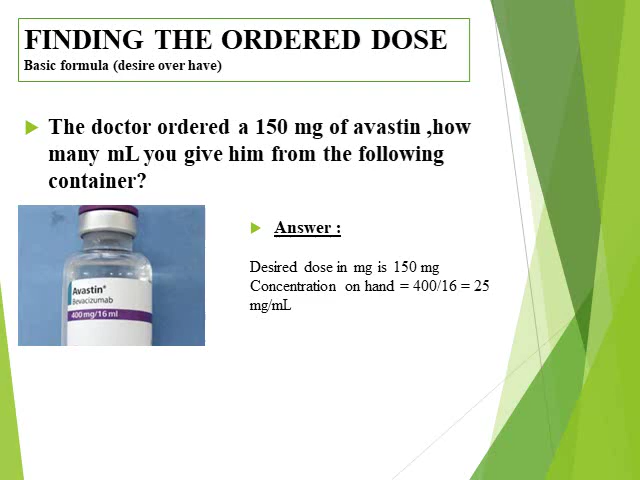 FINDING THE ORDERED DOSE
Basic formula (desire over have)
The doctor ordered a 150 mg of avastin ,how
many mL you give him from the following
container?
Avastin®
Bevacizumab
400 mg/16 ml
Answer :
Desired dose in mg is 150 mg
Concentration on hand = 400/16 = 25
mg/mL